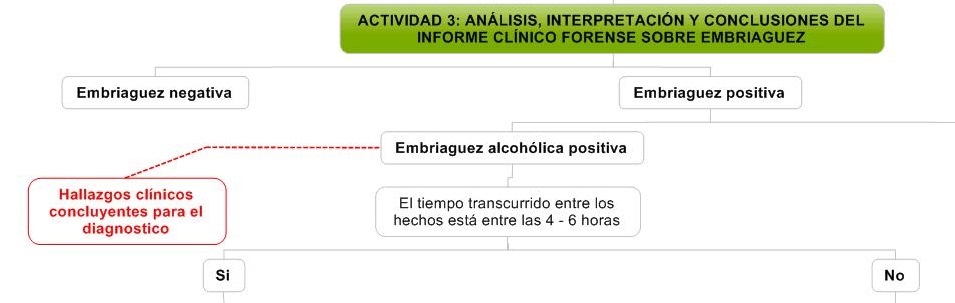 ACTIVIDAD 3: ANÁLISIS, INTERPRETACIÓN Y CONCLUSIONES DEL
INFORME CLÍNICO FORENSE SOBRE EMBRIAGUEZ
Embriaguez negativa
Embriaguez positiva
Embriaguez alcohólica positiva
Hallazgos clínicos
concluyentes para el
diagnostico
El tiempo transcurrido entre los
hechos está entre las 4 - 6 horas
Si
No